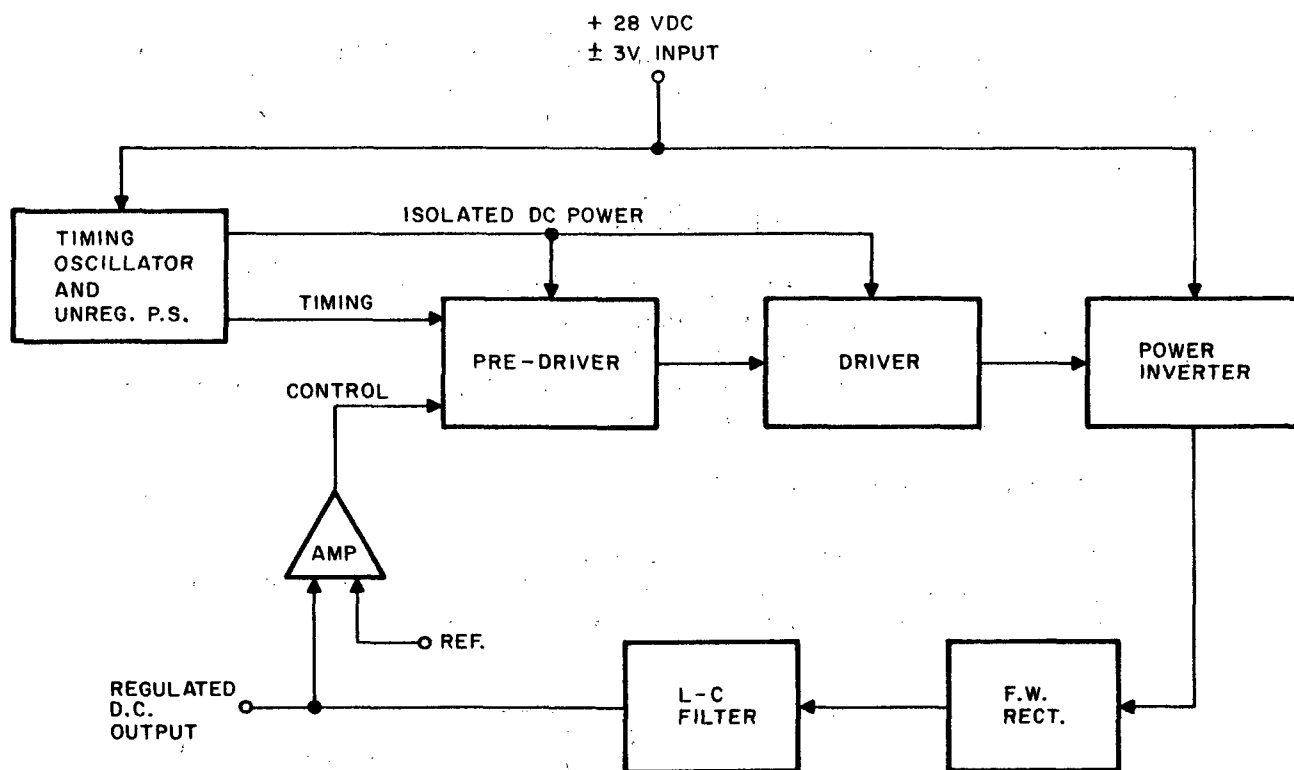 + 28 VDC
± 3V INPUT
ISOLATED DC POWER
TIMING
OSCILLATOR
AND
UNREG. P.S.
TIMING
PRE-DRIVER
DRIVER
POWER
INVERTER
CONTROL
AMP
REF.
REGULATED
D.C.
OUTPUT
L-C
FILTER
F.W.
RECT.